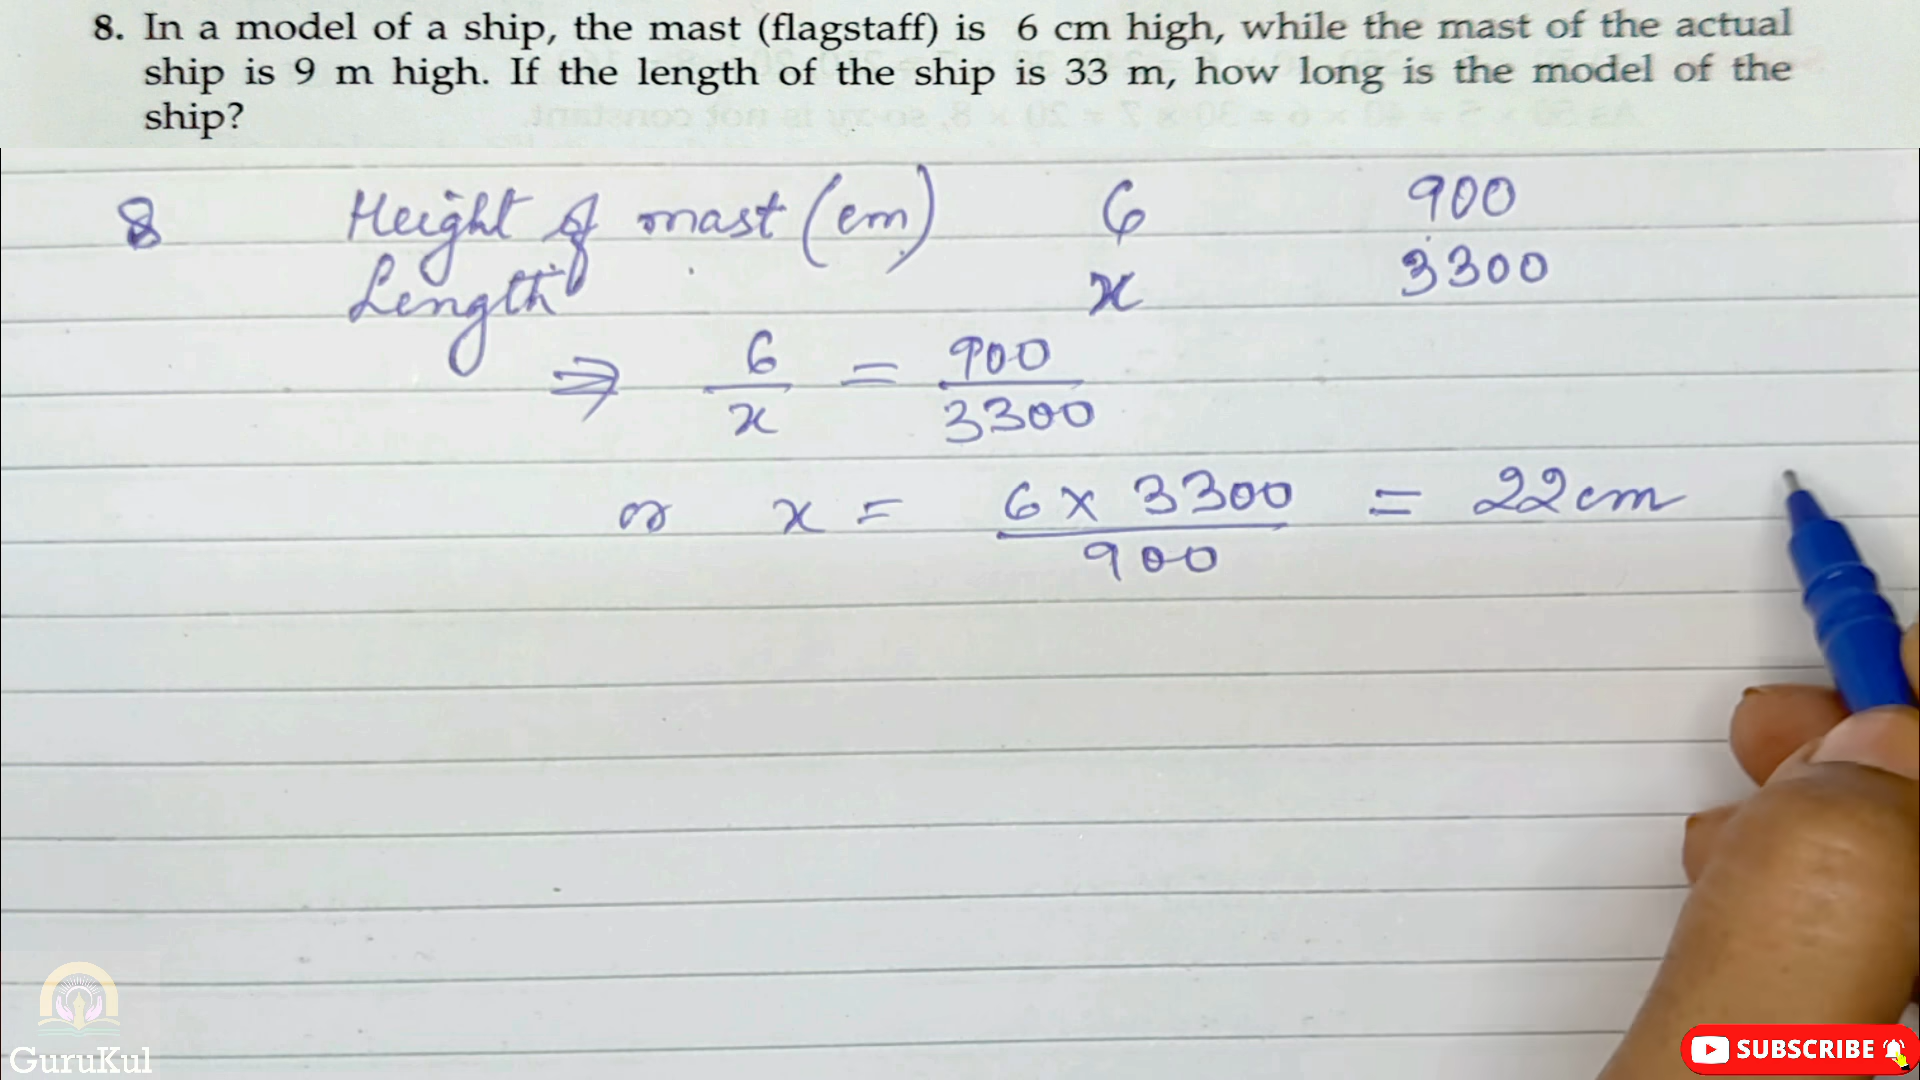 8. In a model of a ship, the mast (flagstaff) is 6 cm high, while the mast of the actual
ship is 9 m high. If the length of the ship is 33 m, how long is the model of the
ship?
8 Height of mast (cm) 6 900
Length x 3300
⇒ 6/x = 900/3300
or x = 6 × 3300/900 = 22 cm
GuruKul
SUBSCRIBE